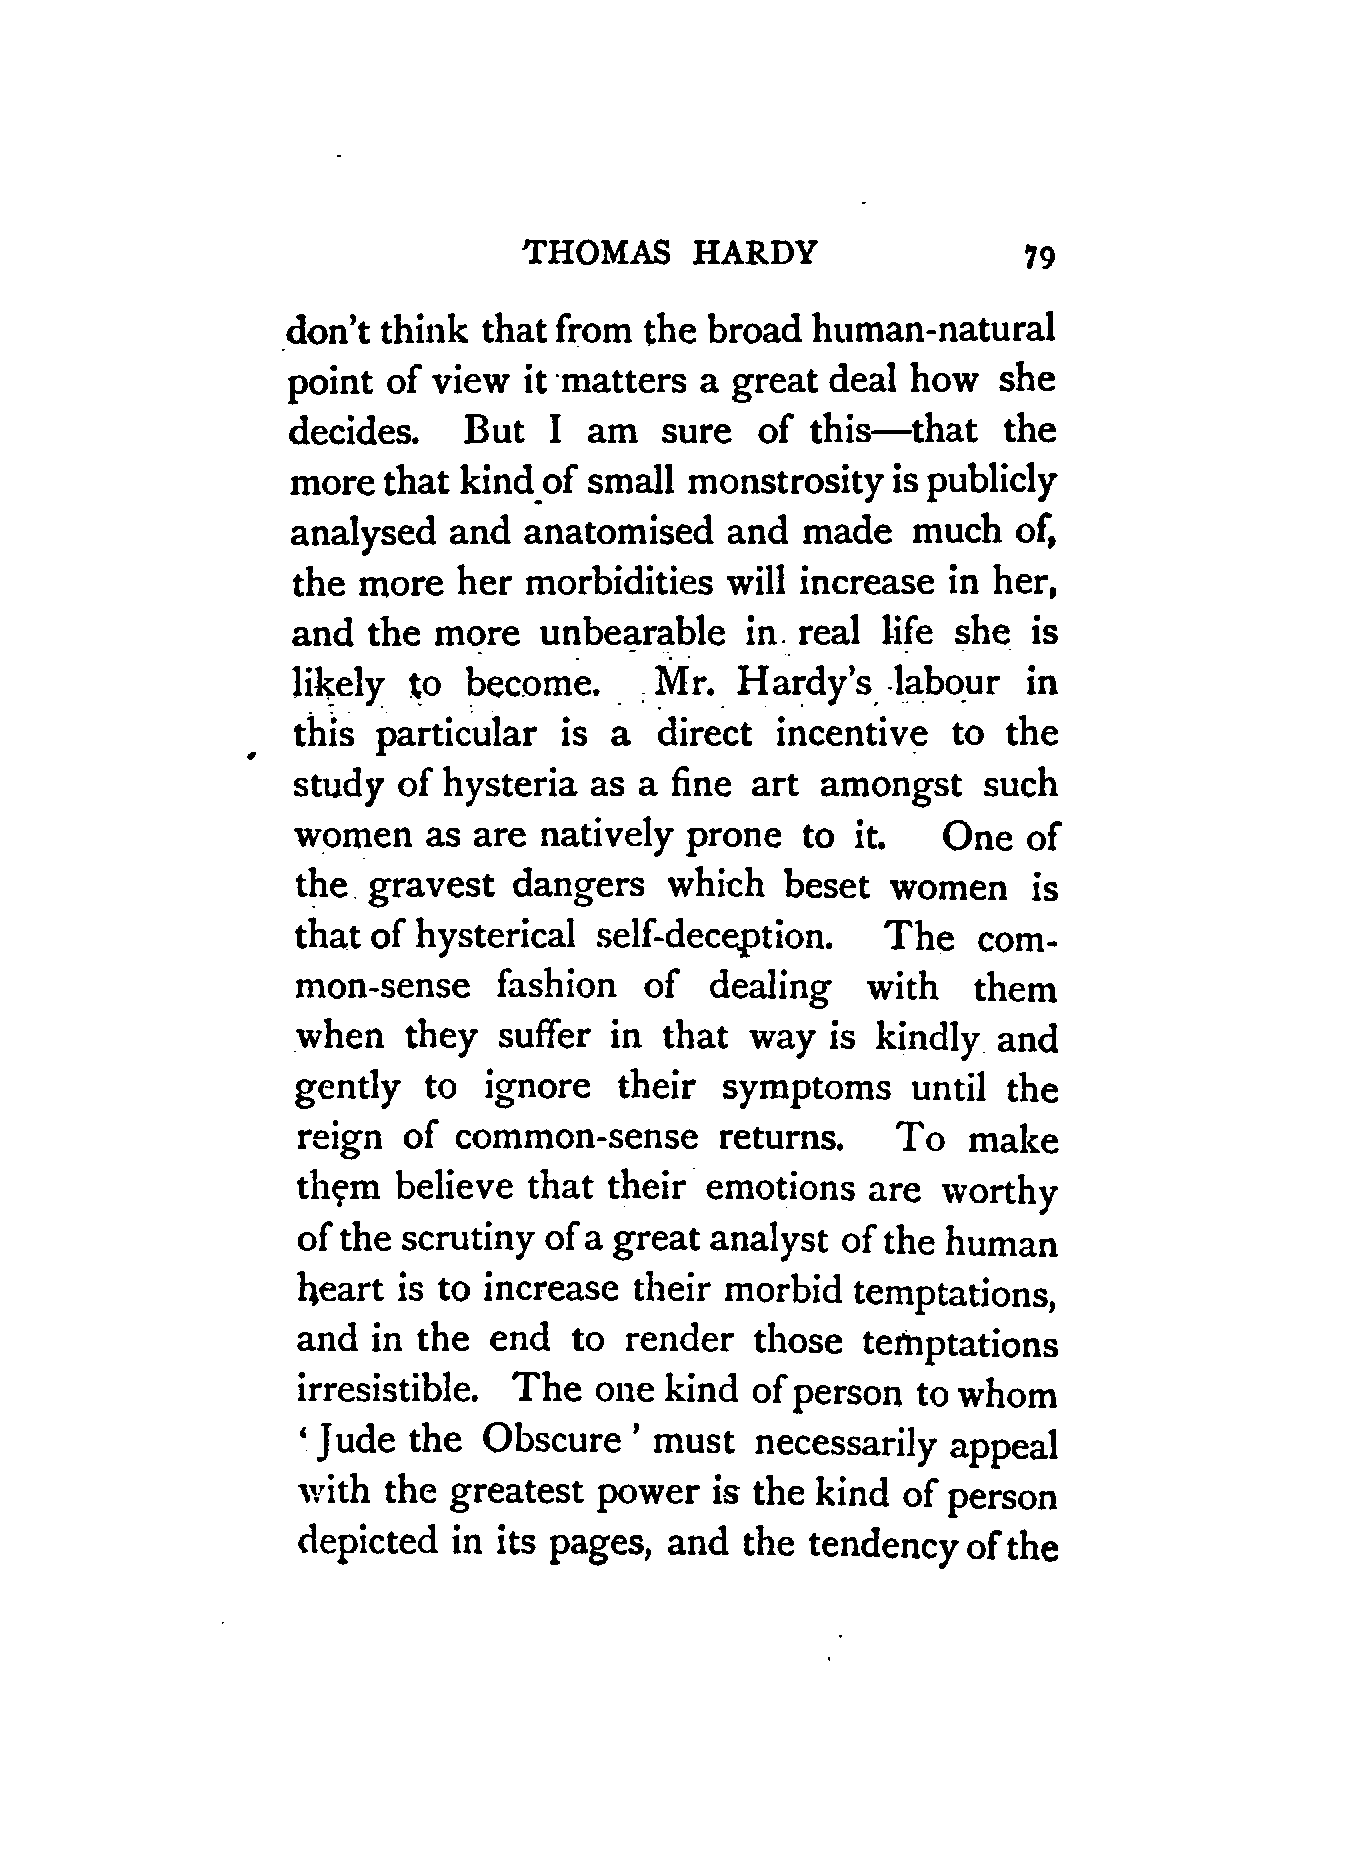 THOMAS HARDY 79
don't think that from the broad human-natural
point of view it matters a great deal how she
decides. But I am sure of this—that the
more that kind of small monstrosity is publicly
analysed and anatomised and made much of,
the more her morbidities will increase in her,
and the more unbearable in real life she is
likely to become. Mr. Hardy's labour in
this particular is a direct incentive to the
study of hysteria as a fine art amongst such
women as are natively prone to it. One of
the gravest dangers which beset women is
that of hysterical self-deception. The com-
mon-sense fashion of dealing with them
when they suffer in that way is kindly and
gently to ignore their symptoms until the
reign of common-sense returns. To make
them believe that their emotions are worthy
of the scrutiny of a great analyst of the human
heart is to increase their morbid temptations,
and in the end to render those temptations
irresistible. The one kind of person to whom
‘Jude the Obscure’ must necessarily appeal
with the greatest power is the kind of person
depicted in its pages, and the tendency of the